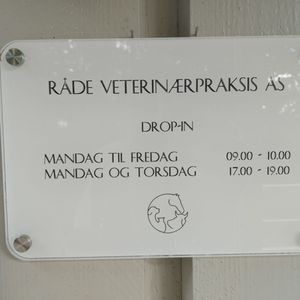 RÅDE VETERINÆRPRAKSIS AS
DROP-IN
MANDAG TIL FREDAG 09.00 - 10.00
MANDAG OG TORSDAG 17.00 - 19.00